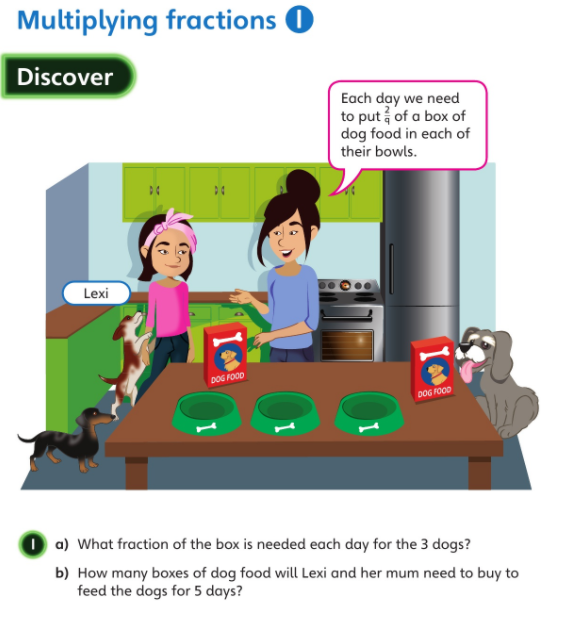 Multiplying fractions 1
Discover
Each day we need
to put 2/9 of a box of
dog food in each of
their bowls.
Lexi
DOG FOOD
DOG FOOD
1 a) What fraction of the box is needed each day for the 3 dogs?
b) How many boxes of dog food will Lexi and her mum need to buy to
feed the dogs for 5 days?